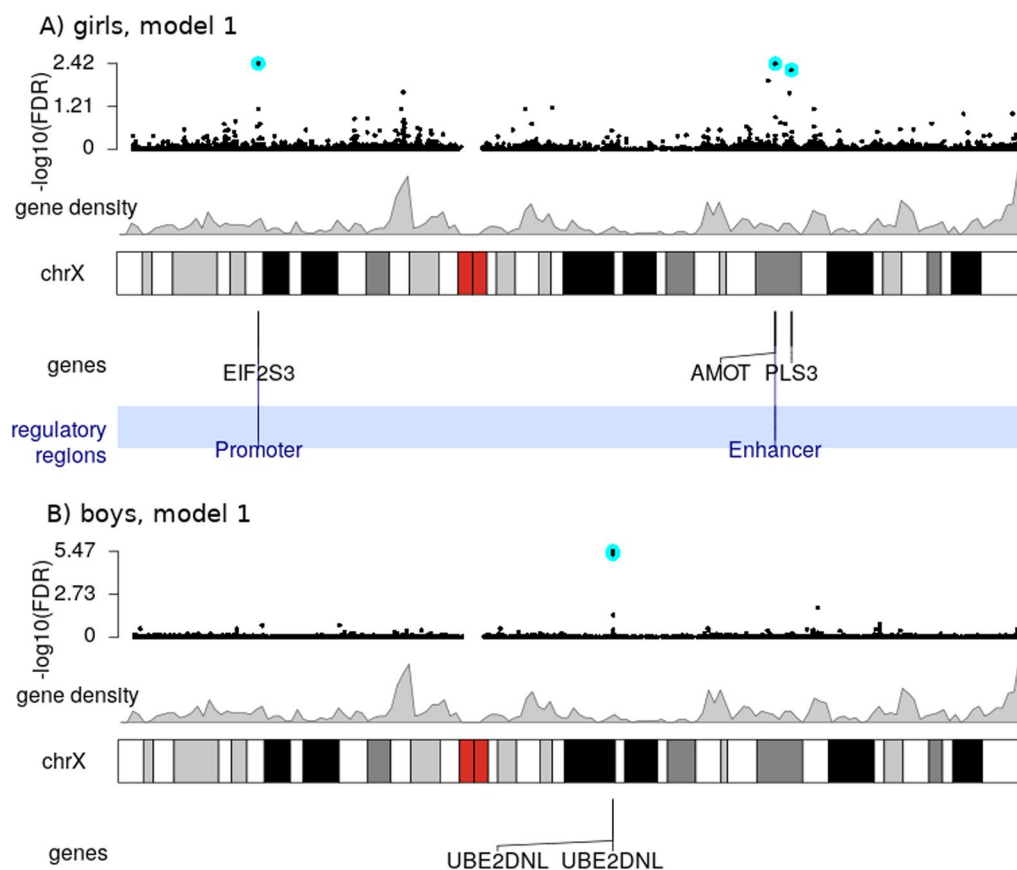 A) girls, model 1
-log10(FDR)
2.42
1.21
0
gene density
chrX
genes
EIF2S3
AMOT PLS3
regulatory
regions
Promoter
Enhancer
B) boys, model 1
-log10(FDR)
5.47
2.73
0
gene density
chrX
genes
UBE2DNL UBE2DNL